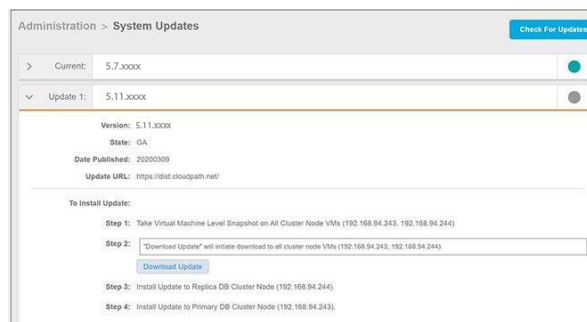 Administration > System Updates
Check For Updates
Current: 5.7.xxxx
Update 1: 5.11.xxxx
Version: 5.11.xxxx
State: GA
Date Published: 20200309
Update URL: https://dist.cloudpath.net/
To Install Update:
Step 1: Take Virtual Machine Level Snapshot on All Cluster Node VMs (192.168.94.243, 192.168.94.244)
Step 2: "Download Update" will initiate download to all cluster node VMs (192.168.94.243, 192.168.94.244)
Download Update
Step 3: Install Update to Replica DB Cluster Node (192.168.94.244).
Step 4: Install Update to Primary DB Cluster Node (192.168.94.243).